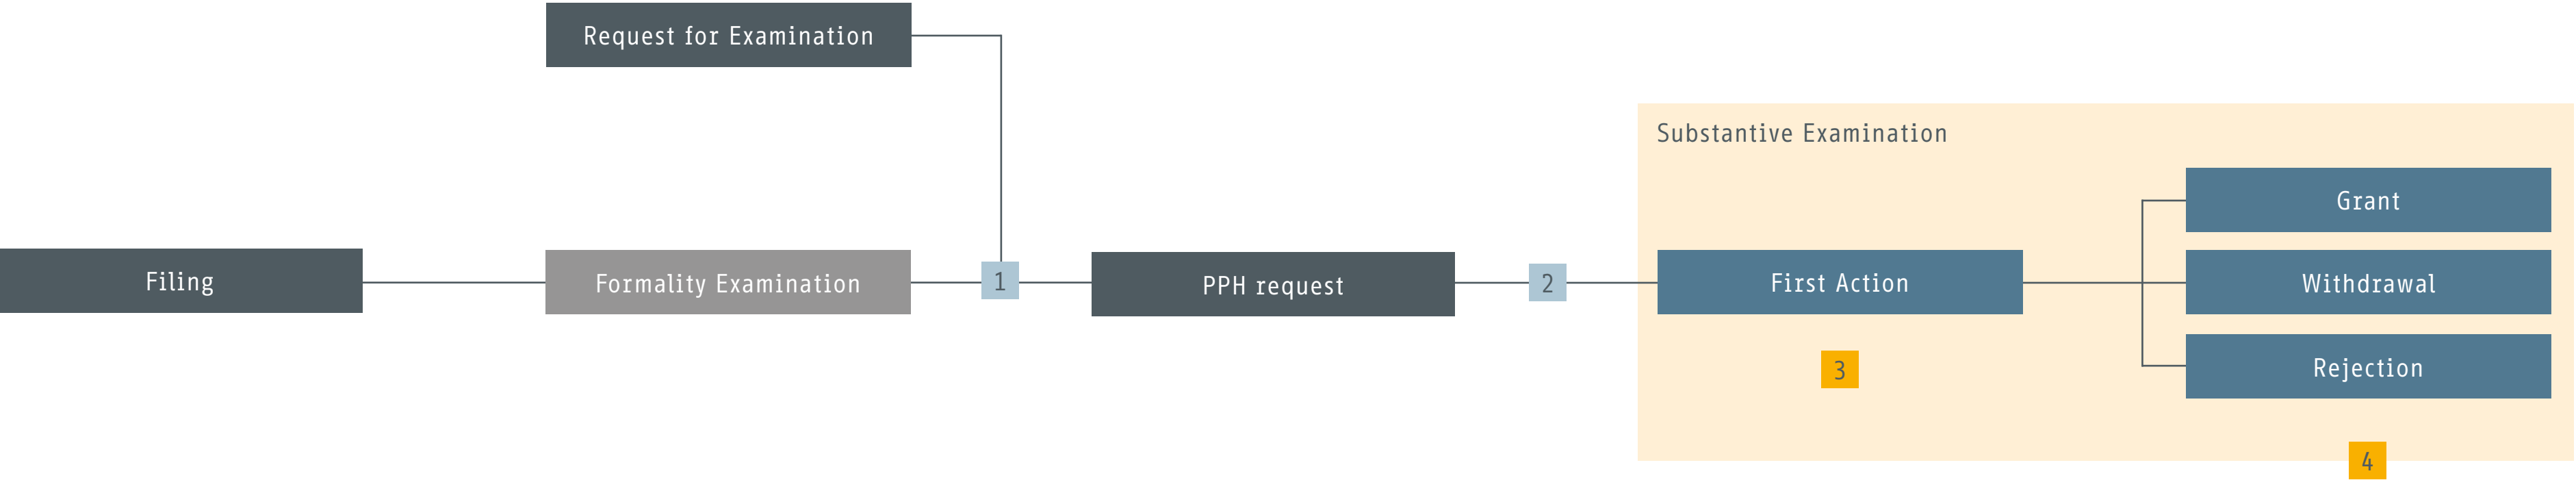 Request for Examination
Substantive Examination
Grant
Filing
Formality Examination
1
PPH request
2
First Action
Withdrawal
3
Rejection
4